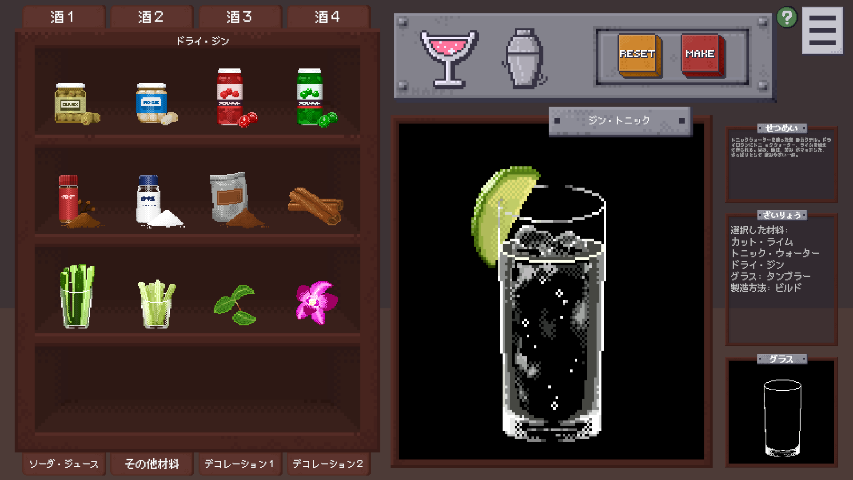 酒1
酒2
酒3
酒4
ドライ・ジン
RESET
MAKE
?
ジン・トニック
せつめい
ざいりょう
選択した材料:
カット・ライム
トニック・ウォーター
ドライ・ジン
グラス: タンブラー
製造方法: ビルド
グラス
ソーダ・ジュース
その他材料
デコレーション1
デコレーション2